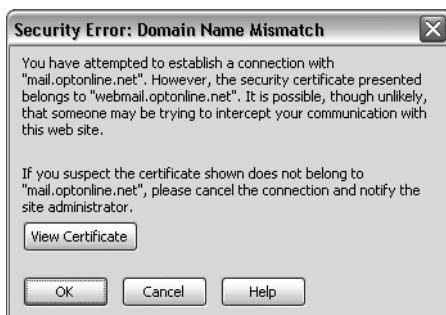 Security Error: Domain Name Mismatch
You have attempted to establish a connection with
"mail.optonline.net". However, the security certificate presented
belongs to "webmail.optonline.net". It is possible, though unlikely,
that someone may be trying to intercept your communication with
this web site.
If you suspect the certificate shown does not belong to
"mail.optonline.net", please cancel the connection and notify the
site administrator.
View Certificate
OK Cancel Help